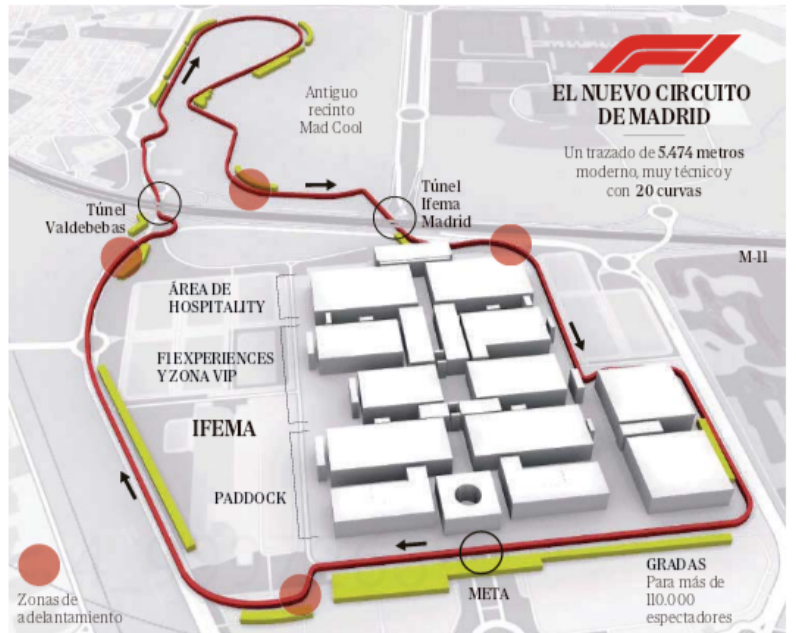 EL NUEVO CIRCUITO
DE MADRID
Un trazado de 5.474 metros
moderno, muy técnico y
con 20 curvas
Antiguo
recinto
Mad Cool
Túnel
Valdebebas
Túnel
Ifema
Madrid
M-11
ÁREA DE
HOSPITALITY
F1 EXPERIENCES
Y ZONA VIP
IFEMA
PADDOCK
META
GRADAS
Para más de
110.000
espectadores
Zonas de
adelantamiento